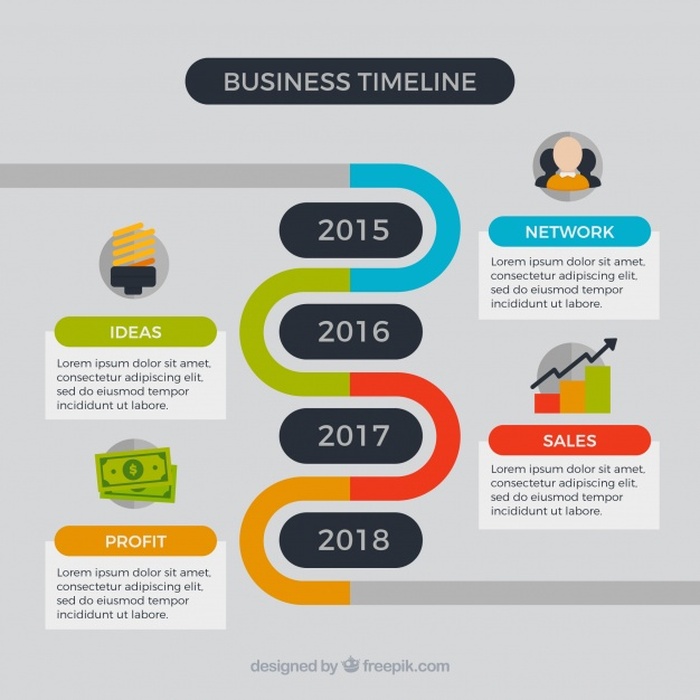 BUSINESS TIMELINE
2015
NETWORK
Lorem ipsum dolor sit amet,
consectetur adipiscing elit,
sed do eiusmod tempor
incididunt ut labore.
2016
IDEAS
Lorem ipsum dolor sit amet,
consectetur adipiscing elit,
sed do eiusmod tempor
incididunt ut labore.
2017
SALES
Lorem ipsum dolor sit amet,
consectetur adipiscing elit,
sed do eiusmod tempor
incididunt ut labore.
$
2018
PROFIT
Lorem ipsum dolor sit amet,
consectetur adipiscing elit,
sed do eiusmod tempor
incididunt ut labore.
designed by freepik.com